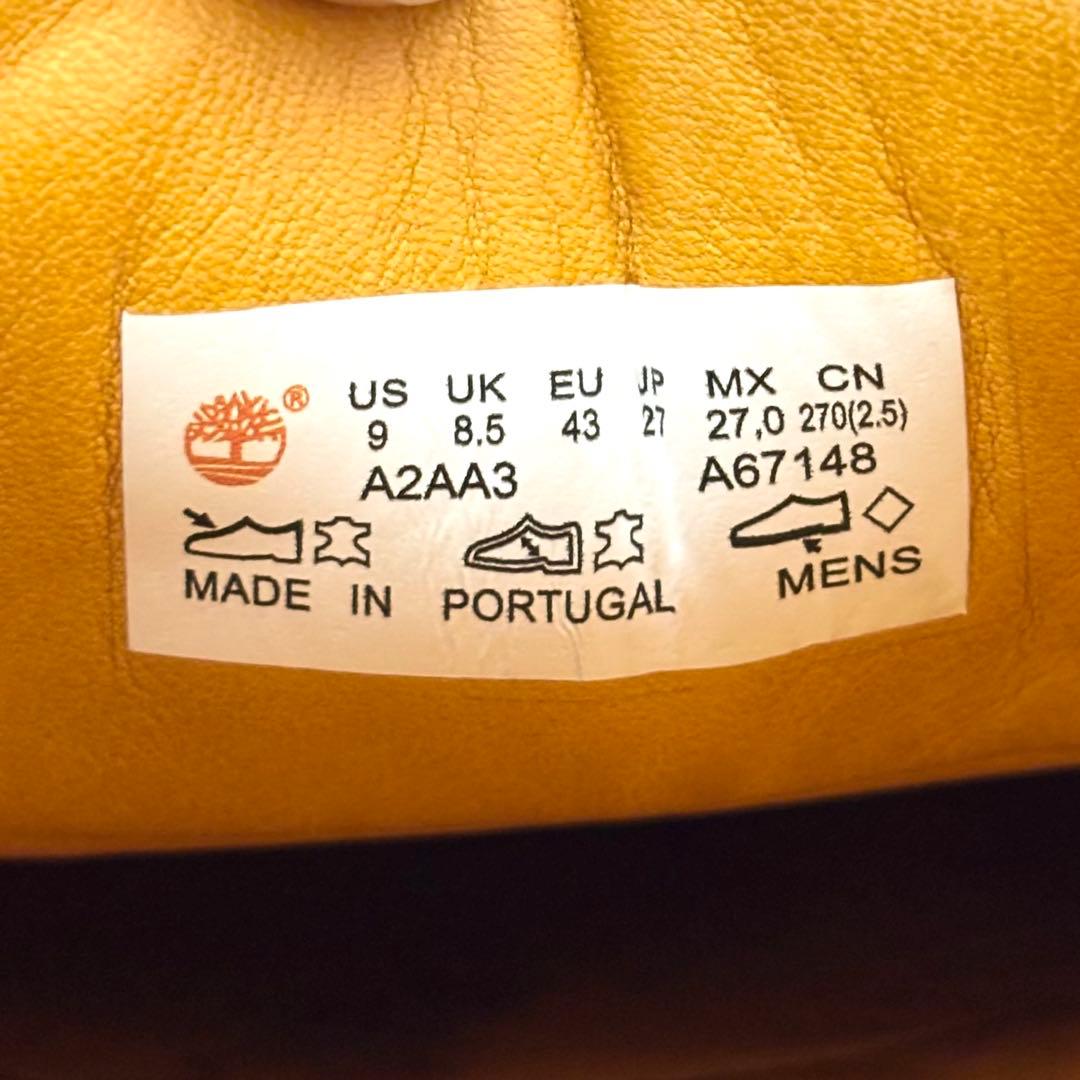 ® US UK EU JP MX CN
9 8.5 43 27 27,0 270(2.5)
A2AA3 A67148
MADE IN PORTUGAL MENS